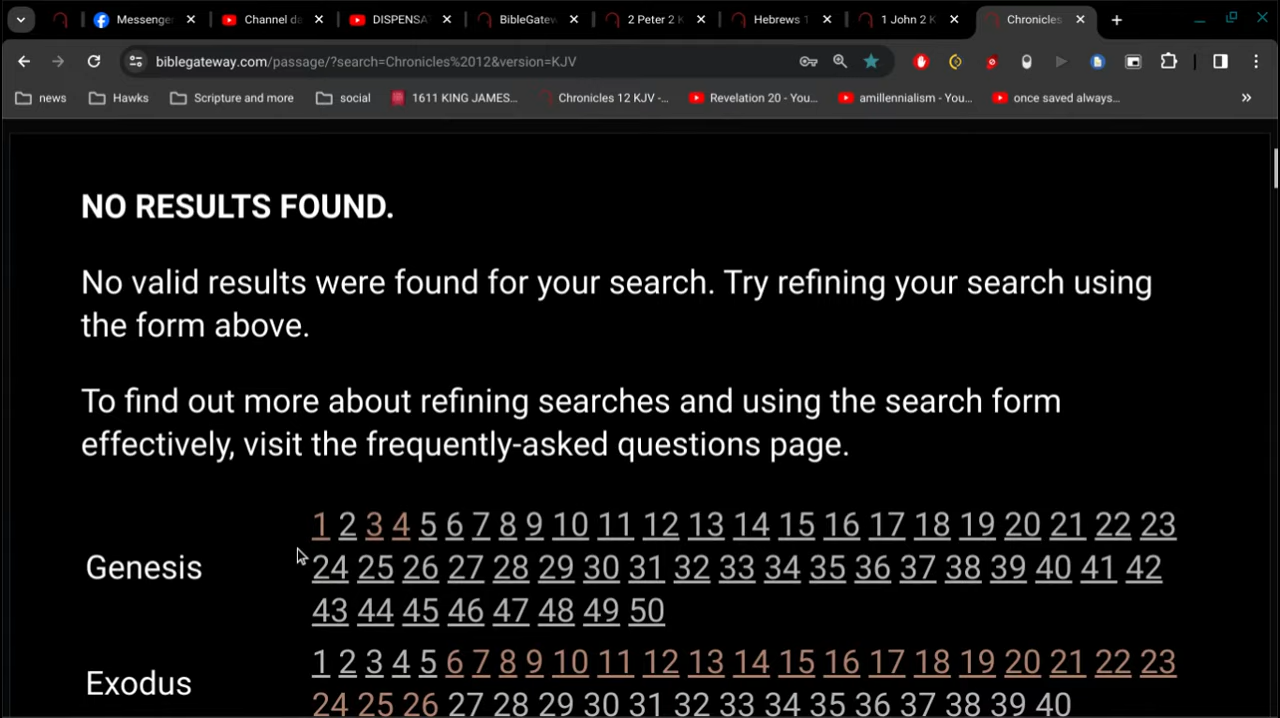 Messenger
Channel da
DISPENSA
BibleGatew
2 Peter 2 K
Hebrews 1
1 John 2 K
Chronicles
biblegateway.com/passage/?search=Chronicles%2012&version=KJV
news
Hawks
Scripture and more
social
1611 KING JAMES...
Chronicles 12 KJV -...
Revelation 20 - You...
amillennialism - You...
once saved always...
NO RESULTS FOUND.
No valid results were found for your search. Try refining your search using
the form above.
To find out more about refining searches and using the search form
effectively, visit the frequently-asked questions page.
Genesis
1 2 3 4 5 6 7 8 9 10 11 12 13 14 15 16 17 18 19 20 21 22 23
24 25 26 27 28 29 30 31 32 33 34 35 36 37 38 39 40 41 42
43 44 45 46 47 48 49 50
Exodus
1 2 3 4 5 6 7 8 9 10 11 12 13 14 15 16 17 18 19 20 21 22 23
24 25 26 27 28 29 30 31 32 33 34 35 36 37 38 39 40